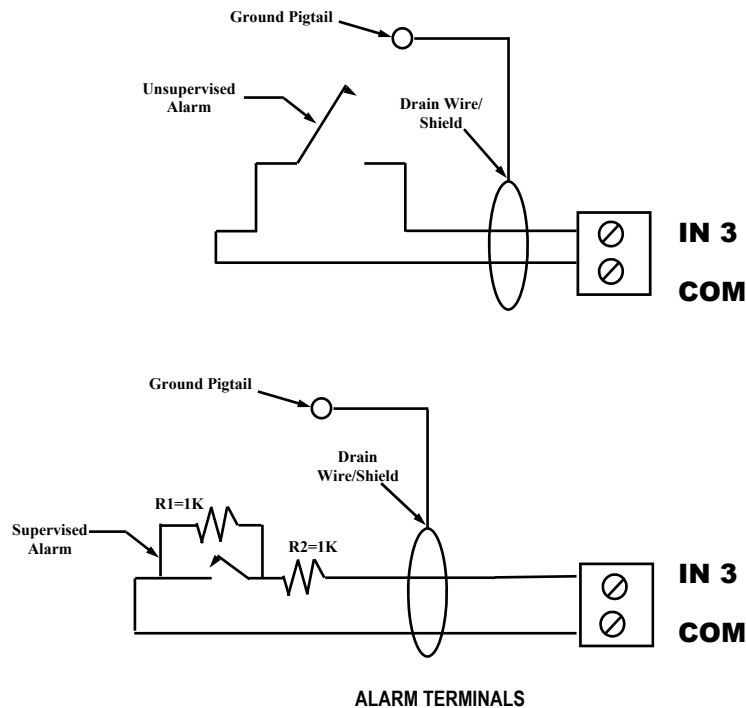 Ground Pigtail
Unsupervised
Alarm
Drain Wire/
Shield
IN 3
COM
Ground Pigtail
Drain
Wire/Shield
R1=1K
Supervised
Alarm
R2=1K
IN 3
COM
ALARM TERMINALS